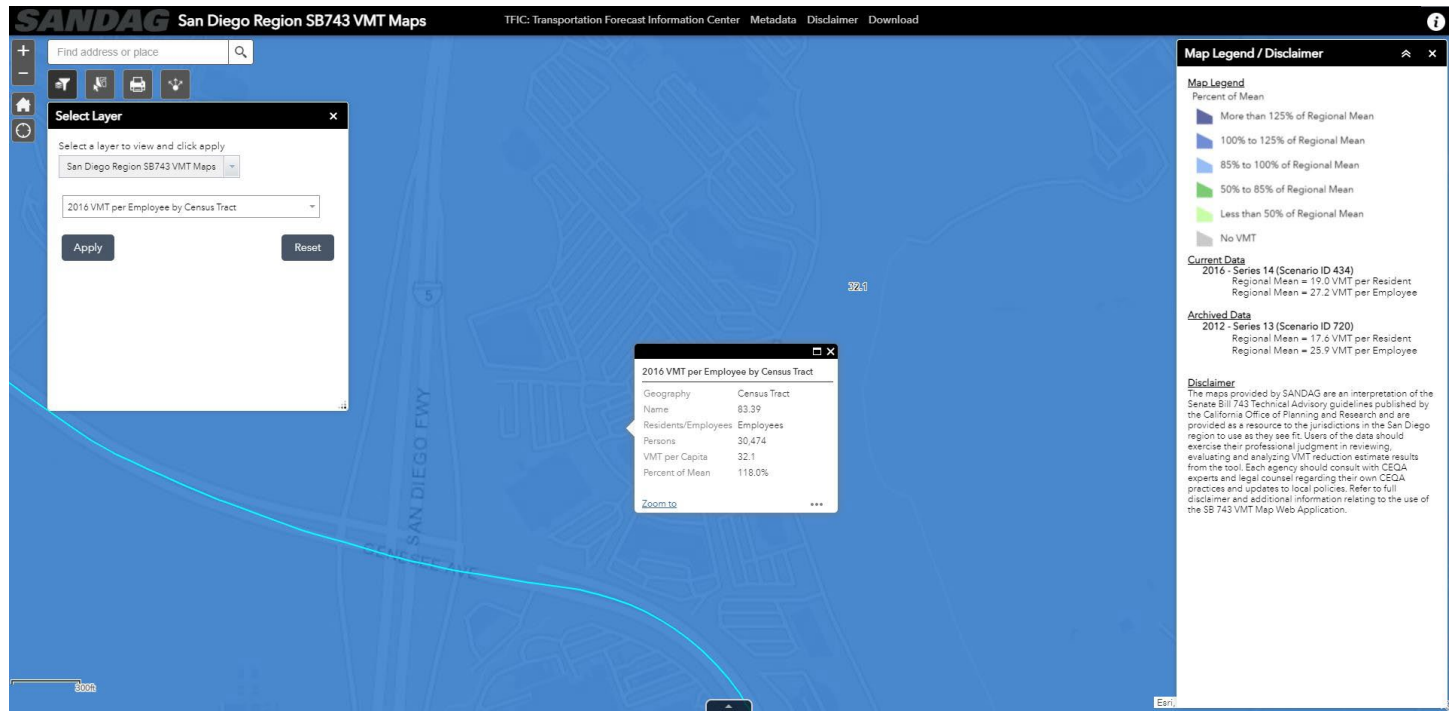 SANDAG San Diego Region SB743 VMT Maps TFIC: Transportation Forecast Information Center Metadata Disclaimer Download
Find address or place
Select Layer
Select a layer to view and click apply
San Diego Region SB743 VMT Maps
2016 VMT per Employee by Census Tract
Apply Reset
5
SAN DIEGO FWY
GENESEE AVE
32.1
2016 VMT per Employee by Census Tract
Geography Census Tract
Name 83.39
Residents/Employees Employees
Persons 30,474
VMT per Capita 32.1
Percent of Mean 118.0%
Zoom to
300ft
Esri,
Map Legend / Disclaimer
Map Legend
Percent of Mean
More than 125% of Regional Mean
100% to 125% of Regional Mean
85% to 100% of Regional Mean
50% to 85% of Regional Mean
Less than 50% of Regional Mean
No VMT
Current Data
2016 - Series 14 (Scenario ID 434)
Regional Mean = 19.0 VMT per Resident
Regional Mean = 27.2 VMT per Employee
Archived Data
2012 - Series 13 (Scenario ID 720)
Regional Mean = 17.6 VMT per Resident
Regional Mean = 25.9 VMT per Employee
Disclaimer
The maps provided by SANDAG are an interpretation of the
Senate Bill 743 Technical Advisory guidelines published by
the California Office of Planning and Research and are
provided as a resource to the jurisdictions in the San Diego
region to use as they see fit. Users of the data should
exercise their professional judgment in reviewing,
evaluating and analyzing VMT reduction estimate results
from the tool. Each agency should consult with CEQA
experts and legal counsel regarding their own CEQA
practices and updates to local policies. Refer to full
disclaimer and additional information relating to the use of
the SB 743 VMT Map Web Application.